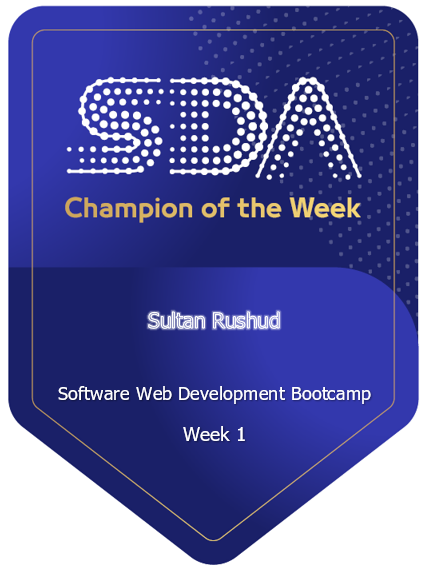 SDA
Champion of the Week
Sultan Rushud
Software Web Development Bootcamp
Week 1